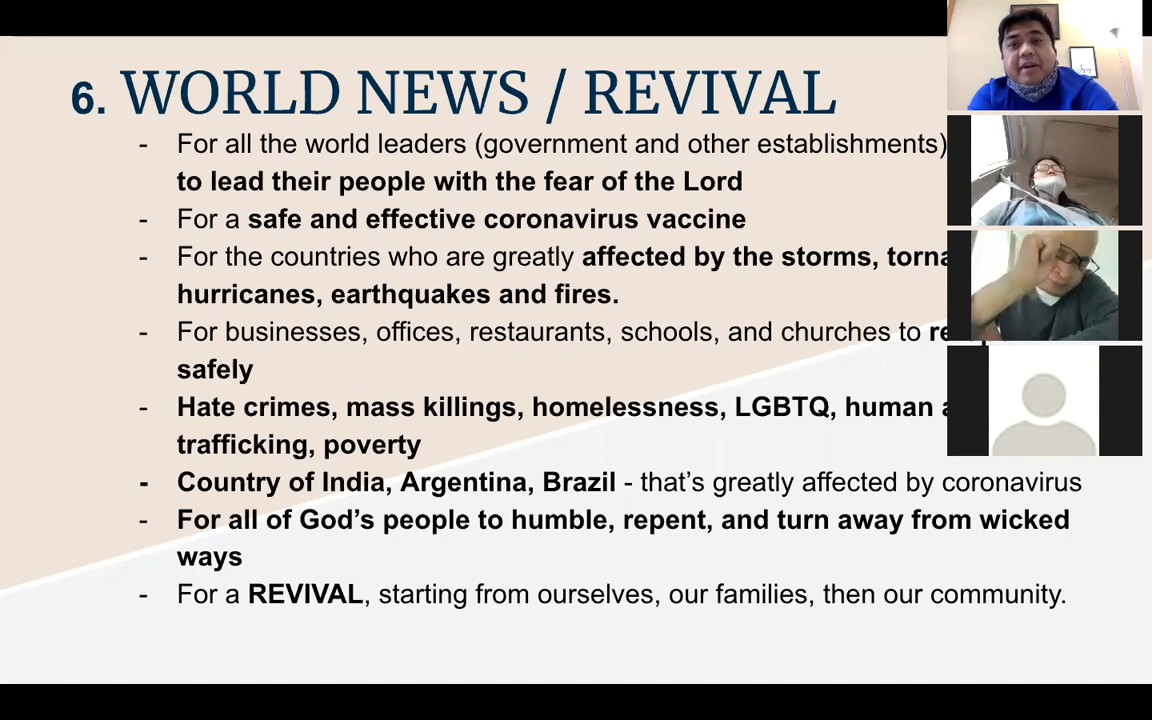 6. WORLD NEWS / REVIVAL
- For all the world leaders (government and other establishments)
to lead their people with the fear of the Lord
- For a safe and effective coronavirus vaccine
- For the countries who are greatly affected by the storms,
hurricanes, earthquakes and fires.
- For businesses, offices, restaurants, schools, and churches to
safely
- Hate crimes, mass killings, homelessness, LGBTQ, human
trafficking, poverty
- Country of India, Argentina, Brazil - that’s greatly affected by coronavirus
- For all of God’s people to humble, repent, and turn away from wicked
ways
- For a REVIVAL, starting from ourselves, our families, then our community.